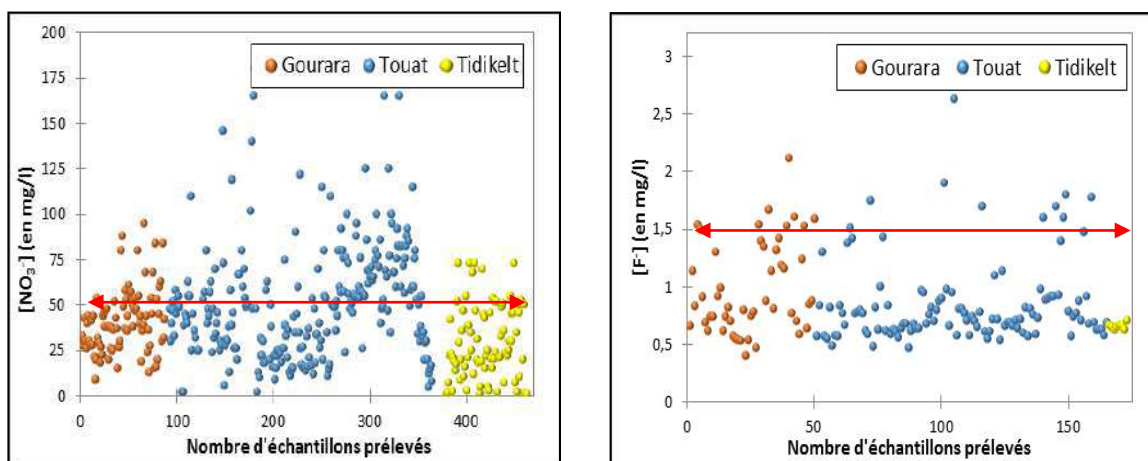 200
175
150
125
100
75
50
25
0
[NO₃⁻] (en mg/l)
Gourara Touat Tidikelt
0 100 200 300 400
Nombre d'échantillons prélevés
3
2,5
2
1,5
1
0,5
0
[F⁻] (en mg/l)
Gourara Touat Tidikelt
0 50 100 150
Nombre d'échantillons prélevés